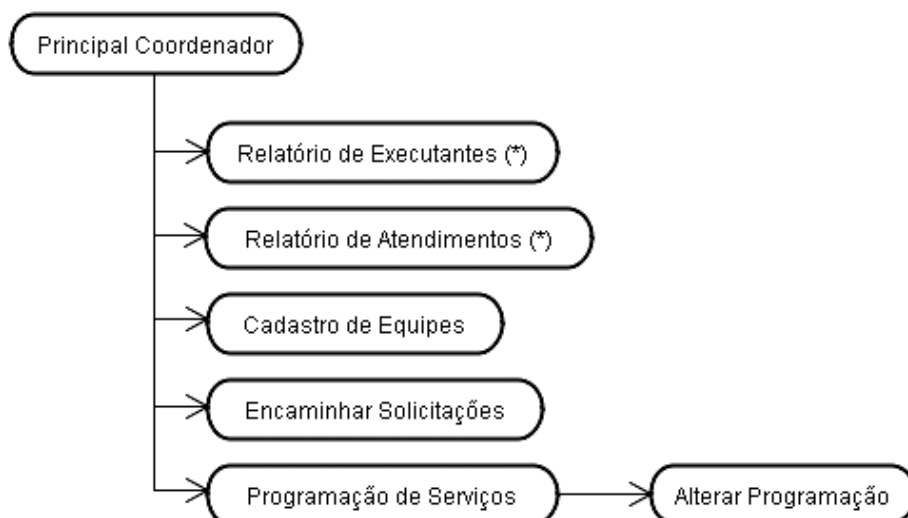 Principal Coordenador
Relatório de Executantes (*)
Relatório de Atendimentos (*)
Cadastro de Equipes
Encaminhar Solicitações
Programação de Serviços
Alterar Programação